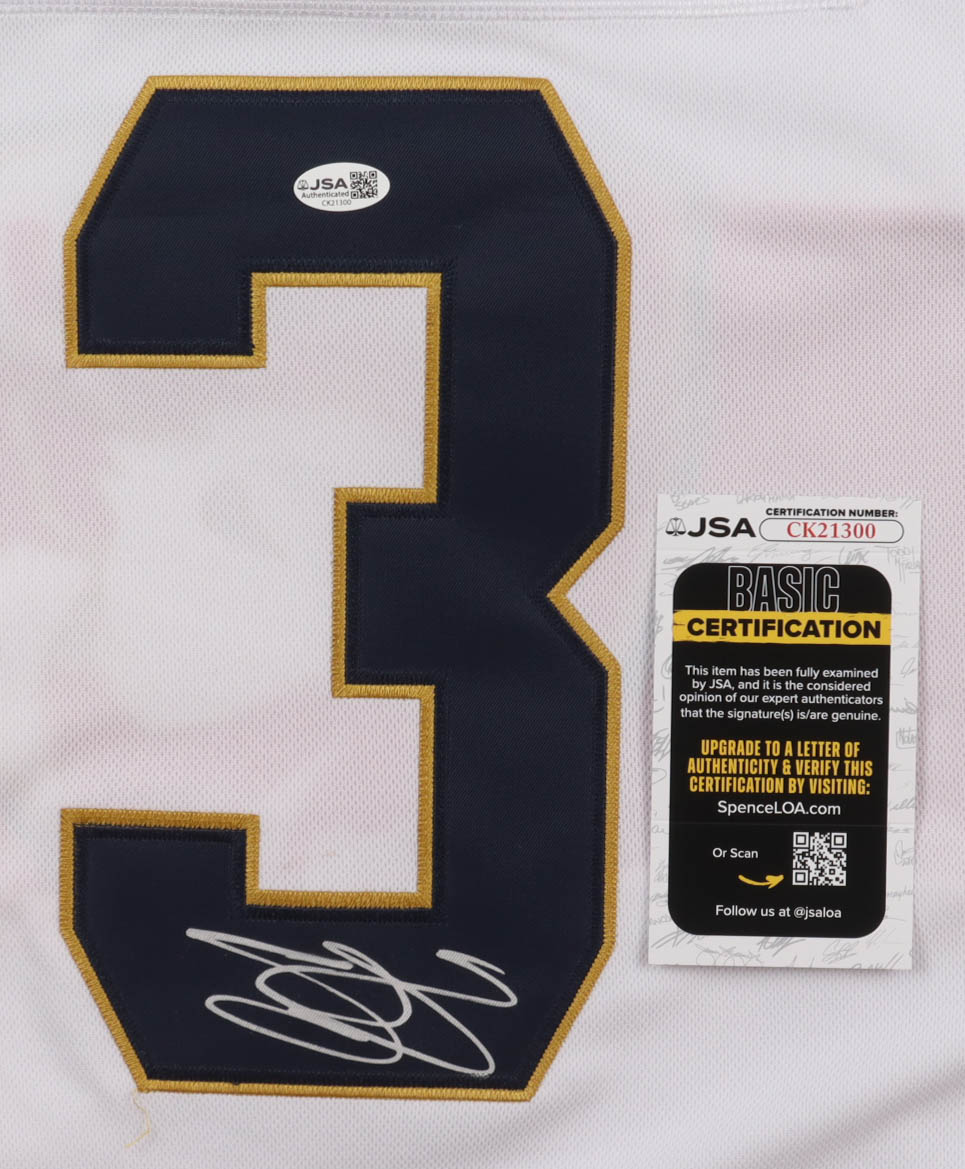 3
JSA
Authenticated
CK21300
JSA
CERTIFICATION NUMBER:
CK21300
BASIC
CERTIFICATION
This item has been fully examined
by JSA, and it is the considered
opinion of our expert authenticators
that the signature(s) is/are genuine.
UPGRADE TO A LETTER OF
AUTHENTICITY & VERIFY THIS
CERTIFICATION BY VISITING:
SpenceLOA.com
Or Scan
Follow us at @jsaloa